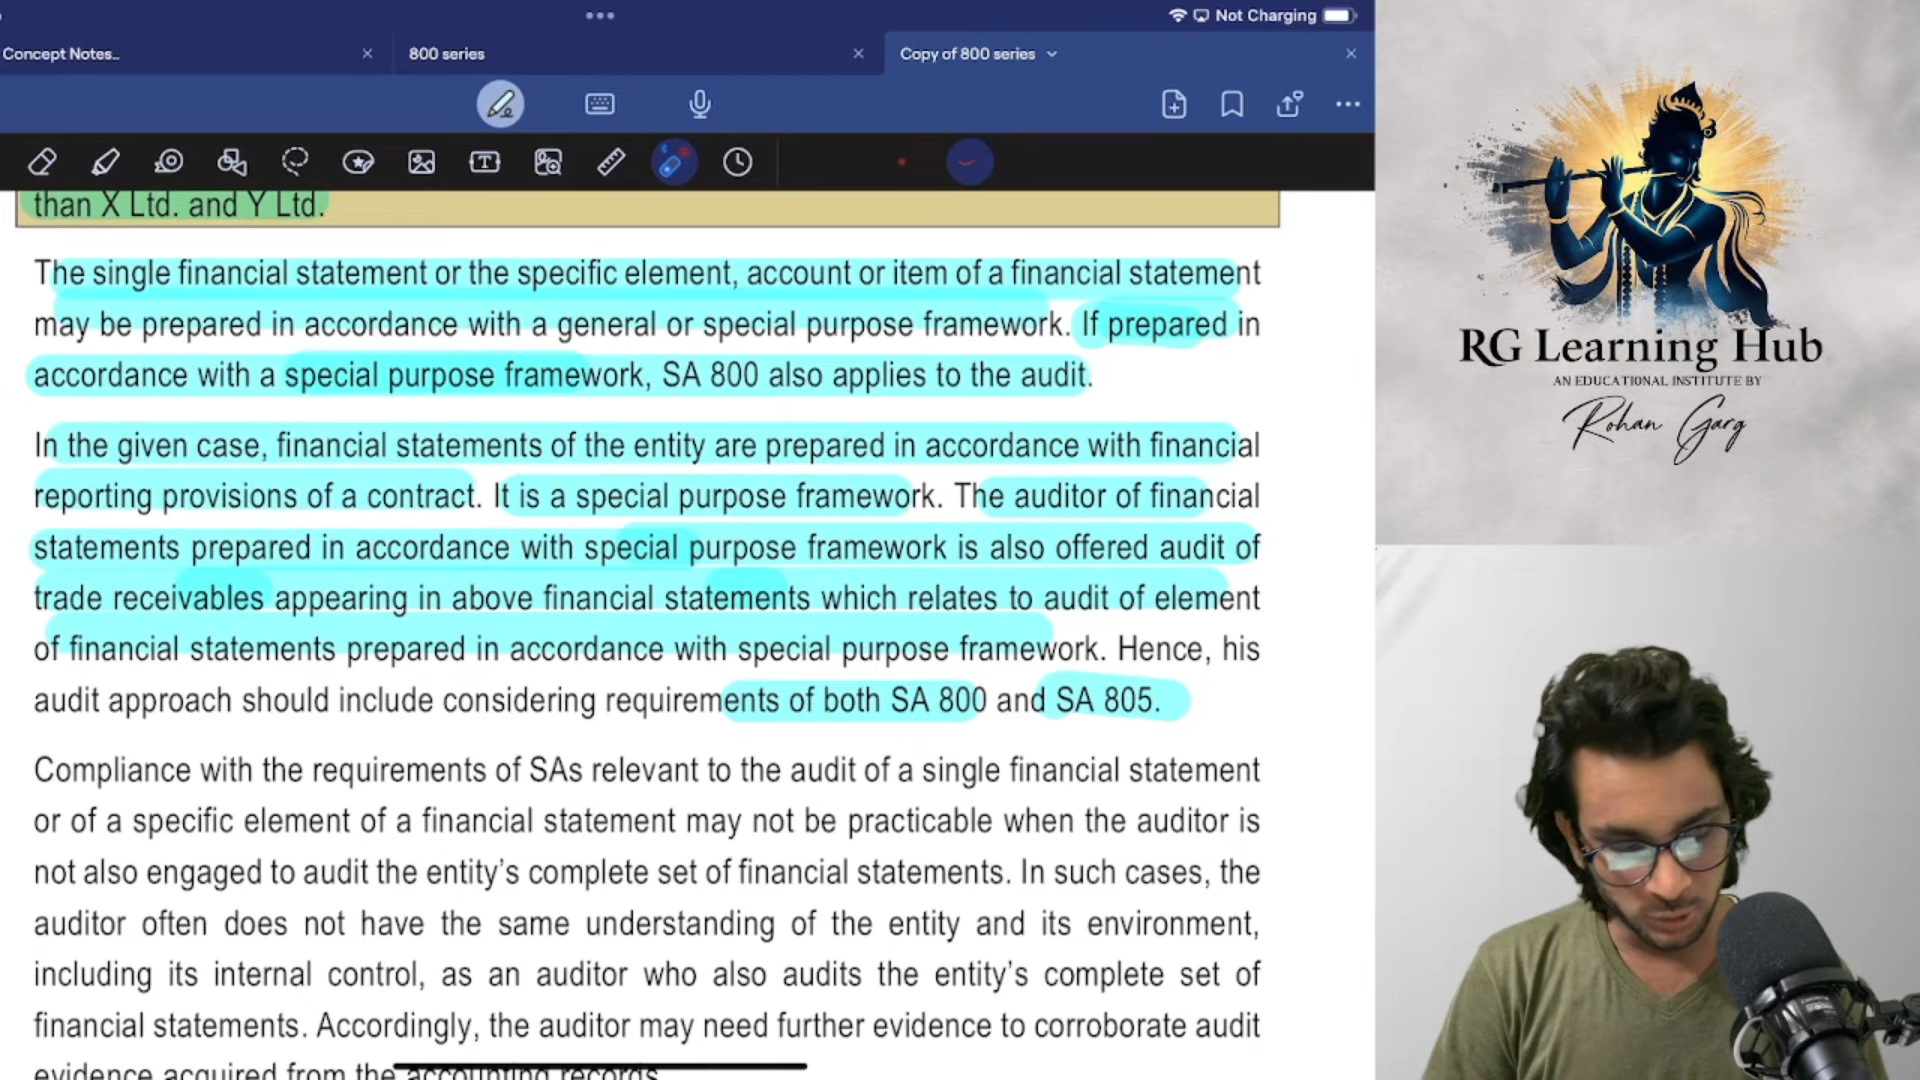 Not Charging
Concept Notes..
800 series
Copy of 800 series
than X Ltd. and Y Ltd.
The single financial statement or the specific element, account or item of a financial statement
may be prepared in accordance with a general or special purpose framework. If prepared in
accordance with a special purpose framework, SA 800 also applies to the audit.
In the given case, financial statements of the entity are prepared in accordance with financial
reporting provisions of a contract. It is a special purpose framework. The auditor of financial
statements prepared in accordance with special purpose framework is also offered audit of
trade receivables appearing in above financial statements which relates to audit of element
of financial statements prepared in accordance with special purpose framework. Hence, his
audit approach should include considering requirements of both SA 800 and SA 805.
Compliance with the requirements of SAs relevant to the audit of a single financial statement
or of a specific element of a financial statement may not be practicable when the auditor is
not also engaged to audit the entity's complete set of financial statements. In such cases, the
auditor often does not have the same understanding of the entity and its environment,
including its internal control, as an auditor who also audits the entity's complete set of
financial statements. Accordingly, the auditor may need further evidence to corroborate audit
evidence acquired from the accounting records.
RG Learning Hub
AN EDUCATIONAL INSTITUTE BY
Rohan Garg